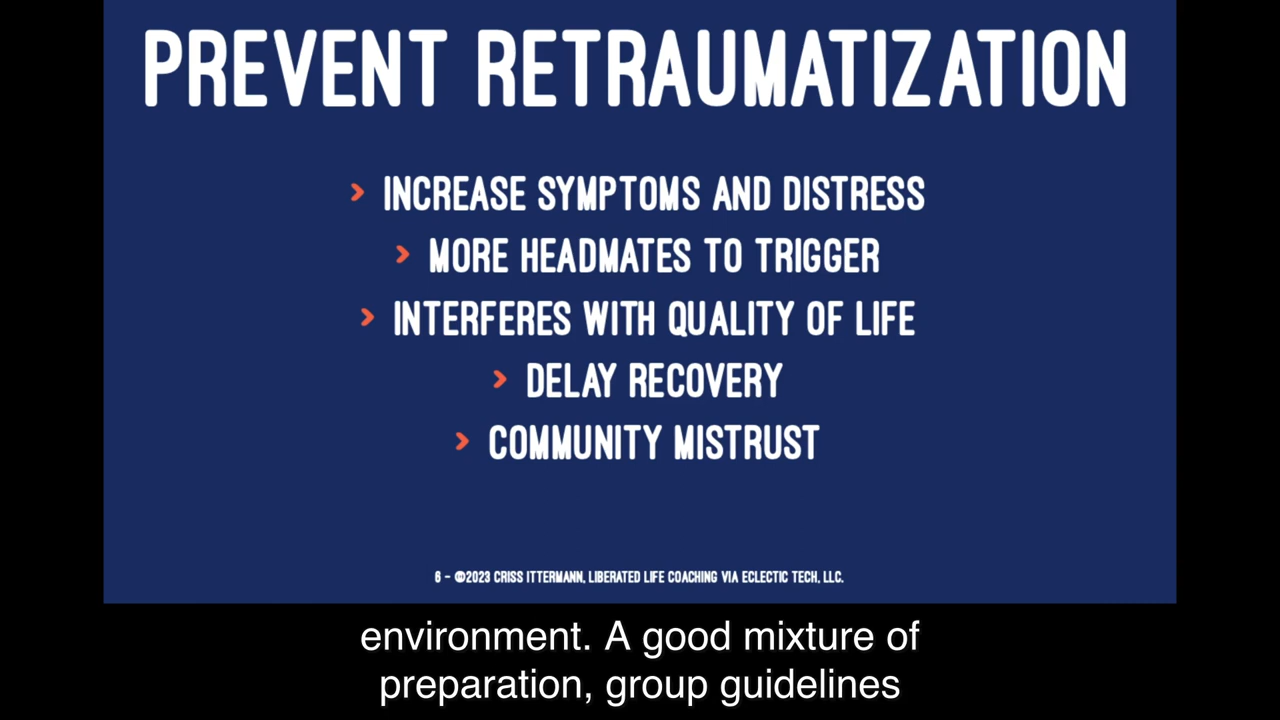 PREVENT RETRAUMATIZATION
> INCREASE SYMPTOMS AND DISTRESS
> MORE HEADMATES TO TRIGGER
> INTERFERES WITH QUALITY OF LIFE
> DELAY RECOVERY
> COMMUNITY MISTRUST
6 - ©2023 CRISS ITTERMANN, LIBERATED LIFE COACHING VIA ECLECTIC TECH, LLC.
environment. A good mixture of
preparation, group guidelines